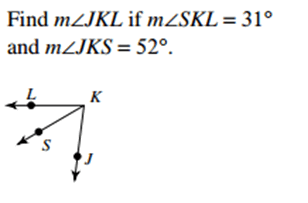 Find m∠JKL if m∠SKL = 31°
and m∠JKS = 52°.
L
K
S
J